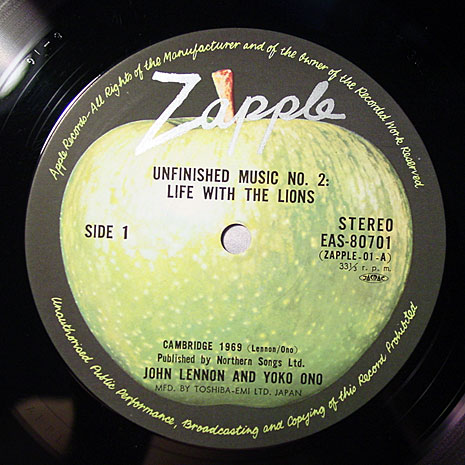 Apple Records-All Rights of the Manufacturer and of the Owner of the Recorded Work Reserved.
Zapple
UNFINISHED MUSIC NO. 2:
LIFE WITH THE LIONS
SIDE 1
STEREO
EAS-80701
(ZAPPLE-01-A)
33⅓ r. p. m.
CAMBRIDGE 1969 (Lennon/Ono)
Published by Northern Songs Ltd.
JOHN LENNON AND YOKO ONO
MFD. BY TOSHIBA-EMI LTD. JAPAN
Unauthorised Public Performance, Broadcasting and Copying of this Record Prohibited